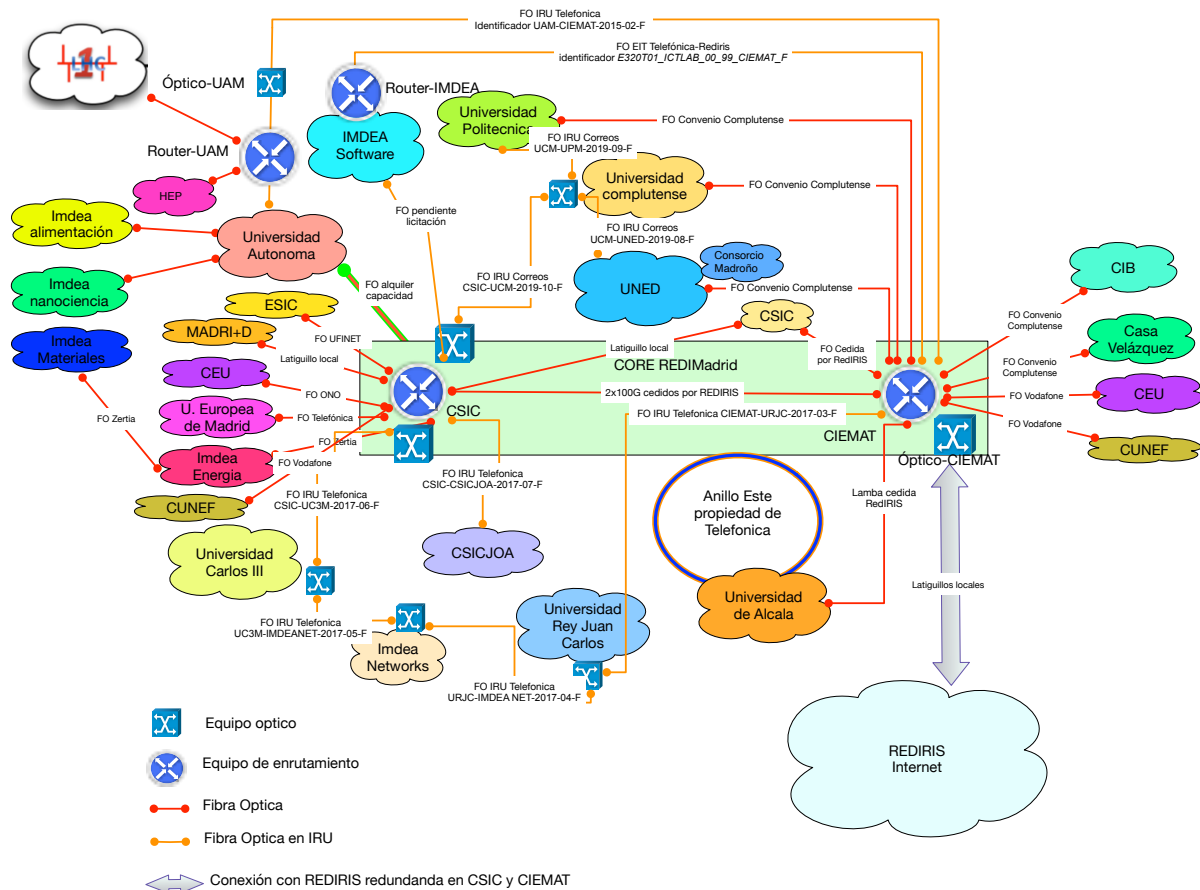 FO IRU Telefonica
Identificador UAM-CIEMAT-2015-02-F
LHC
1
FO EIT Telefónica-Rediris
identificador E320T01_ICTLAB_00_99_CIEMAT_F
Óptico-UAM
Router-IMDEA
Universidad
Politecnica
FO Convenio Complutense
Router-UAM
IMDEA
Software
FO IRU Correos
UCM-UPM-2019-09-F
HEP
Universidad
complutense
FO Convenio Complutense
Imdea
alimentación
FO pendiente
licitación
Universidad
Autonoma
FO IRU Correos
UCM-UNED-2019-08-F
Consorcio
Madroño
CIB
Imdea
nanociencia
FO alquiler
capacidad
FO IRU Correos
CSIC-UCM-2019-10-F
UNED
FO Convenio Complutense
ESIC
CSIC
FO Convenio
Complutense
MADRI+D
FO UFINET
Imdea
Materiales
Casa
Velázquez
Latiguillo local
Latiguillo local
FO Cedida
por RedIRIS
CORE REDIMadrid
FO Convenio
Complutense
CEU
FO ONO
2x100G cedidos por REDIRIS
FO Vodafone
CEU
U. Europea
de Madrid
FO Telefónica
CSIC
FO IRU Telefonica CIEMAT-URJC-2017-03-F
FO Zertia
FO Vodafone
CIEMAT
FO Zertia
CUNEF
Imdea
Energia
FO Vodafone
Óptico-CIEMAT
CUNEF
FO IRU Telefonica
CSIC-UC3M-2017-06-F
FO IRU Telefonica
CSIC-CSICJOA-2017-07-F
Anillo Este
propiedad de
Telefonica
Lamba cedida
RedIRIS
Universidad
Carlos III
CSICJOA
Latiguillos locales
Universidad
de Alcala
Universidad
Rey Juan
Carlos
FO IRU Telefonica
UC3M-IMDEANET-2017-05-F
Imdea
Networks
FO IRU Telefonica
URJC-IMDEA NET-2017-04-F
Equipo optico
REDIRIS
Internet
Equipo de enrutamiento
Fibra Optica
Fibra Optica en IRU
Conexión con REDIRIS redundanda en CSIC y CIEMAT